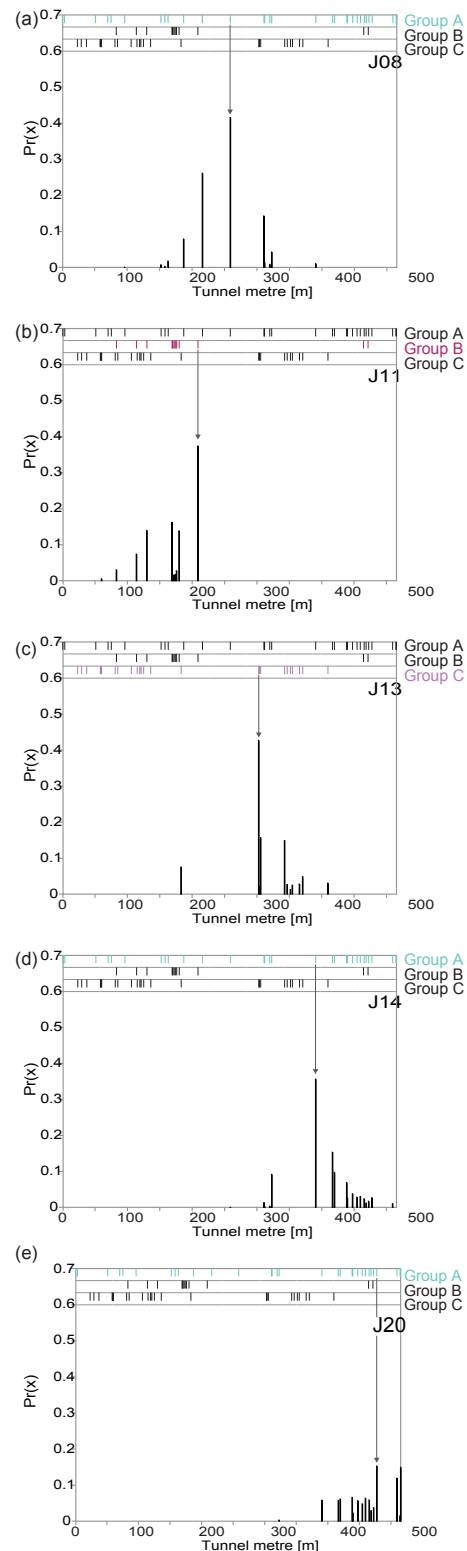 (a)
0.7
Group A
Group B
0.6
Group C
J08
0.5
0.4
0.3
0.2
0.1
0
Pr(x)
0 100 200 300 400 500
Tunnel metre [m]
(b)
0.7
Group A
Group B
0.6
Group C
J11
0.5
0.4
0.3
0.2
0.1
0
Pr(x)
0 100 200 300 400 500
Tunnel metre [m]
(c)
0.7
Group A
Group B
0.6
Group C
J13
0.5
0.4
0.3
0.2
0.1
0
Pr(x)
0 100 200 300 400 500
Tunnel metre [m]
(d)
0.7
Group A
Group B
0.6
Group C
J14
0.5
0.4
0.3
0.2
0.1
0
Pr(x)
0 100 200 300 400 500
Tunnel metre [m]
(e)
0.7
Group A
Group B
0.6
Group C
J20
0.5
0.4
0.3
0.2
0.1
0
Pr(x)
0 100 200 300 400 500
Tunnel metre [m]